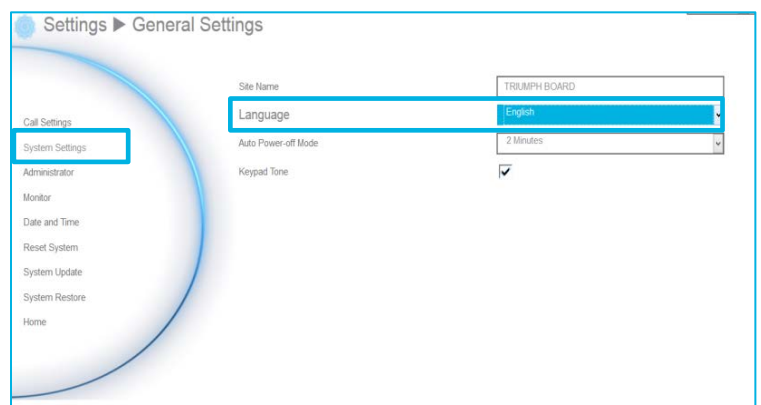 Settings ▶ General Settings
Site Name TRIUMPH BOARD
Language English
Auto Power-off Mode 2 Minutes
Keypad Tone
Call Settings
System Settings
Administrator
Monitor
Date and Time
Reset System
System Update
System Restore
Home